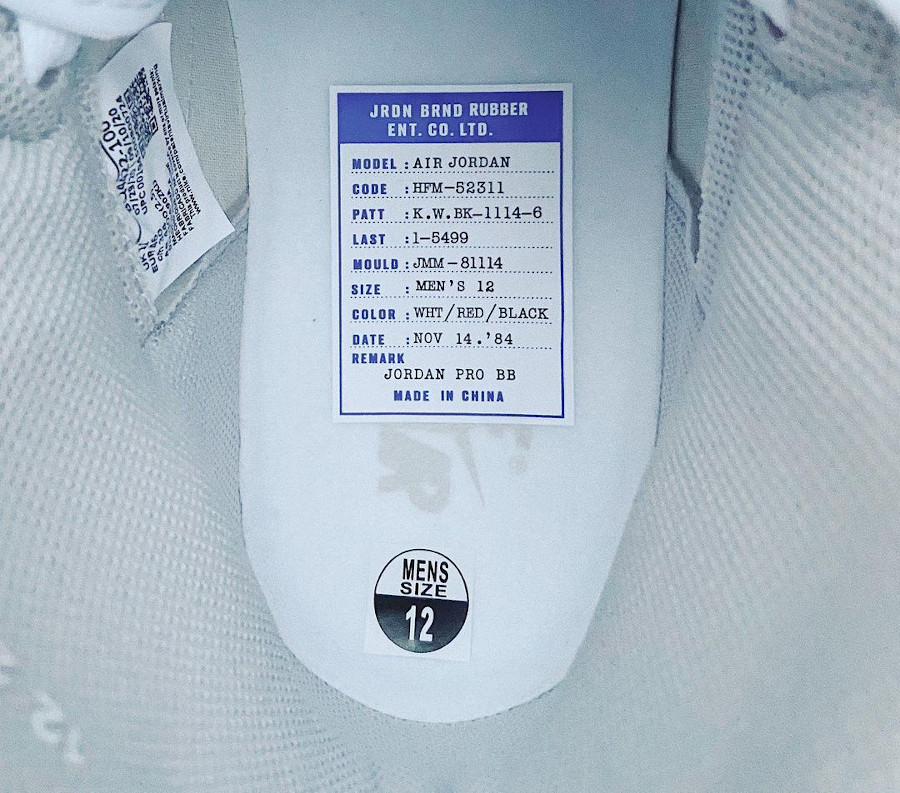 JRDN BRND RUBBER
ENT. CO. LTD.
MODEL : AIR JORDAN
CODE : HFM-52311
PATT : K.W.BK-1114-6
LAST : 1-5499
MOULD : JMM-81114
SIZE : MEN'S 12
COLOR : WHT/RED/BLACK
DATE : NOV 14.'84
REMARK
JORDAN PRO BB
MADE IN CHINA
MENS
SIZE
12